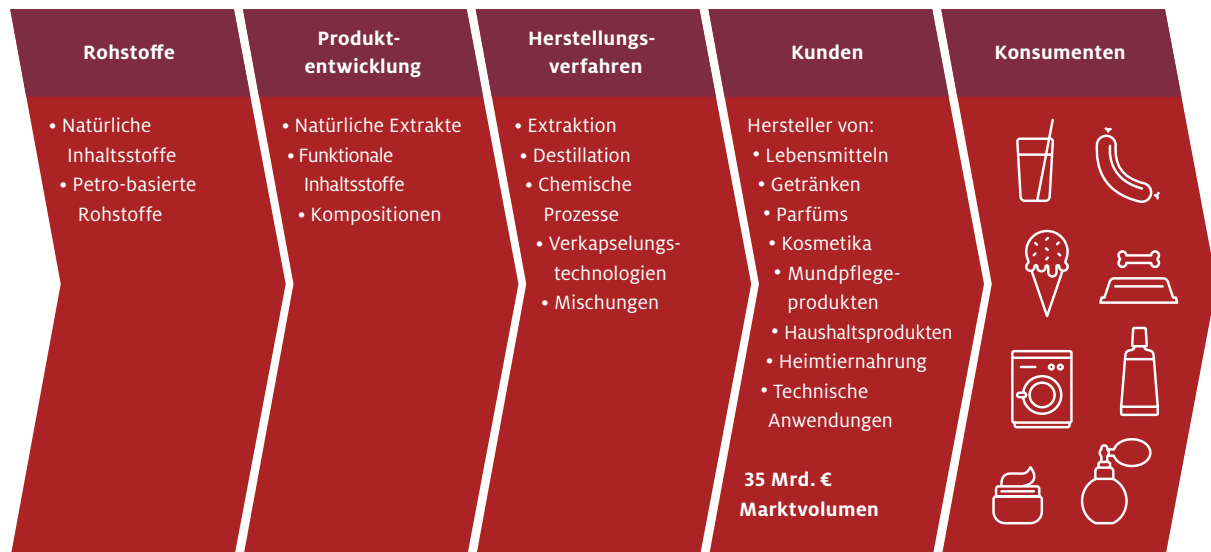 Rohstoffe
• Natürliche
Inhaltsstoffe
• Petro-basierte
Rohstoffe
Produkt-
entwicklung
• Natürliche Extrakte
• Funktionale
Inhaltsstoffe
• Kompositionen
Herstellungs-
verfahren
• Extraktion
• Destillation
• Chemische
Prozesse
• Verkapselungs-
technologien
• Mischungen
Kunden
Hersteller von:
• Lebensmitteln
• Getränken
• Parfüms
• Kosmetika
• Mundpflege-
produkten
• Haushaltsprodukten
• Heimtiernahrung
• Technische
Anwendungen
35 Mrd. €
Marktvolumen
Konsumenten